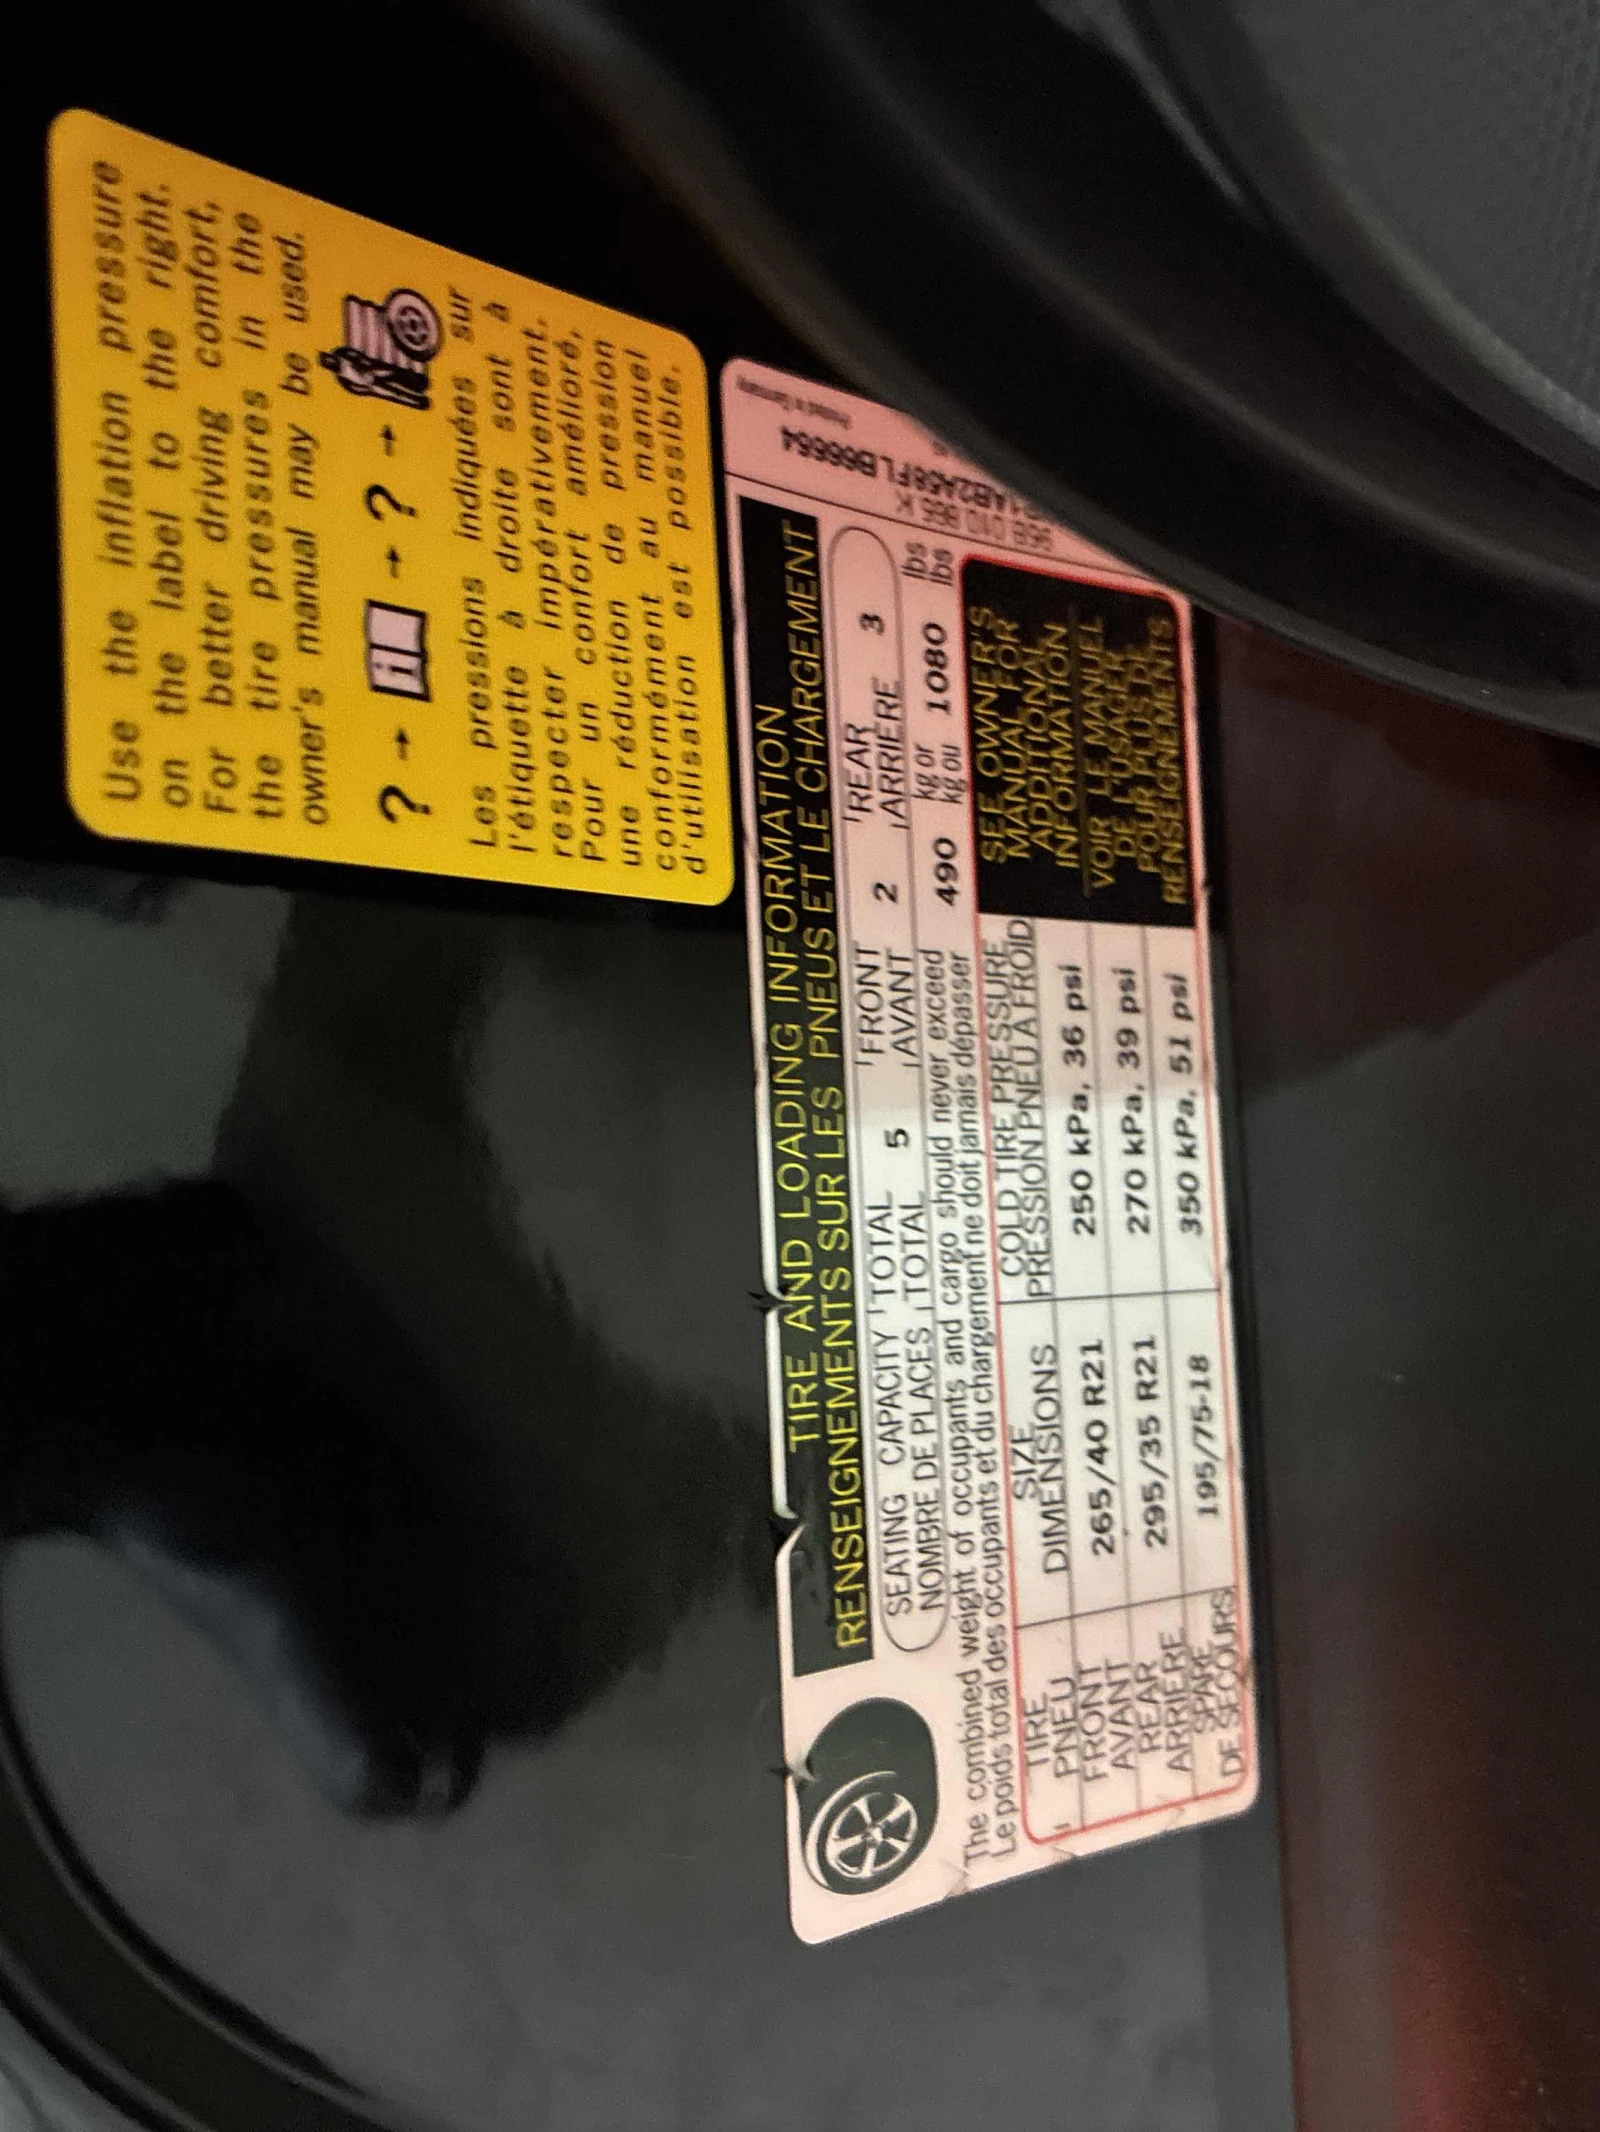 Use the inflation pressure
on the label to the right.
For better driving comfort,
the tire pressures in the
owner's manual may be used.
? → i → ? →
Les pressions indiquées sur
l'étiquette à droite sont à
respecter impérativement.
Pour un confort amélioré,
une réduction de pression
conformément au manuel
d'utilisation est possible.
TIRE AND LOADING INFORMATION
RENSEIGNEMENTS SUR LES PNEUS ET LE CHARGEMENT
SEATING CAPACITY TOTAL 5 FRONT 2 REAR 3
NOMBRE DE PLACES TOTAL AVANT ARRIÈRE
The combined weight of occupants and cargo should never exceed 490 kg or 1080 lbs
Le poids total des occupants et du chargement ne doit jamais dépasser kg ou lbs
TIRE SIZE COLD TIRE PRESSURE
PNEU DIMENSIONS PRESSION PNEU A FROID
FRONT 265/40 R21 250 kPa, 36 psi
AVANT
REAR 295/35 R21 270 kPa, 39 psi
ARRIÈRE
SPARE 195/75-18 350 kPa, 51 psi
DE SECOURS
SEE OWNER'S
MANUAL FOR
ADDITIONAL
INFORMATION
VOIR LE MANUEL
DE L'USAGER
POUR PLUS DE
RENSEIGNEMENTS
Printed in Germany